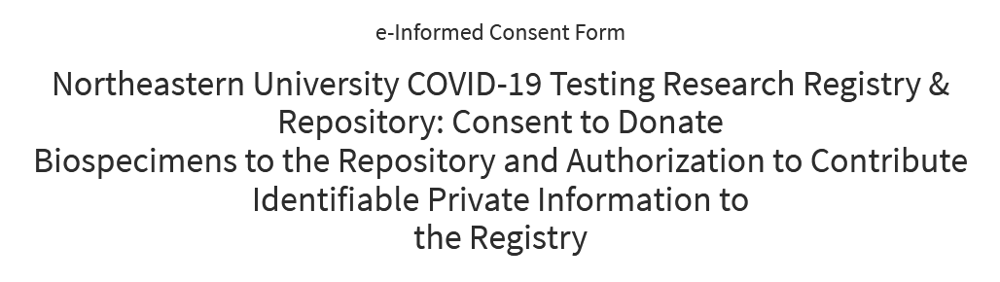 e-Informed Consent Form
Northeastern University COVID-19 Testing Research Registry &
Repository: Consent to Donate
Biospecimens to the Repository and Authorization to Contribute
Identifiable Private Information to
the Registry